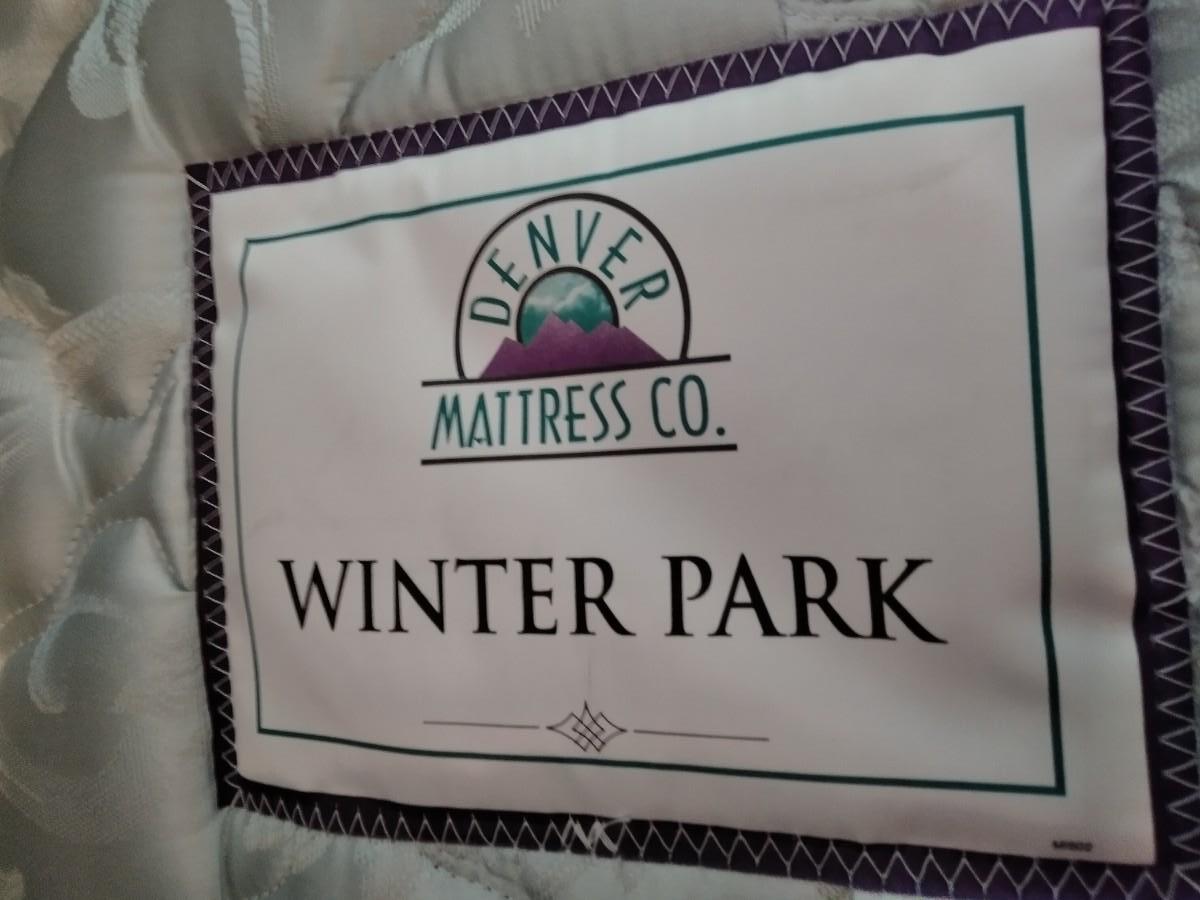 DENVER
MATTRESS CO.
WINTER PARK